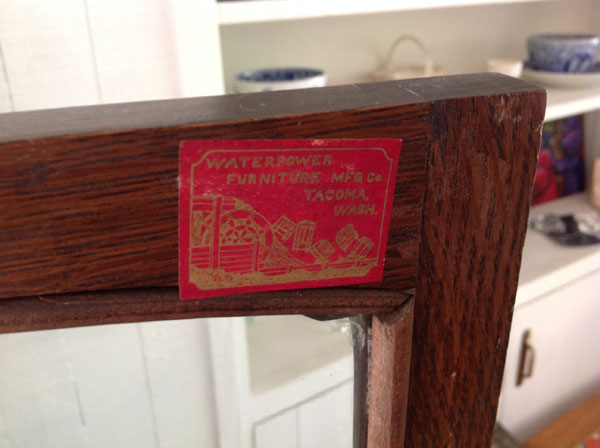 WATERPOWER
FURNITURE MFG Co.
TACOMA,
WASH.